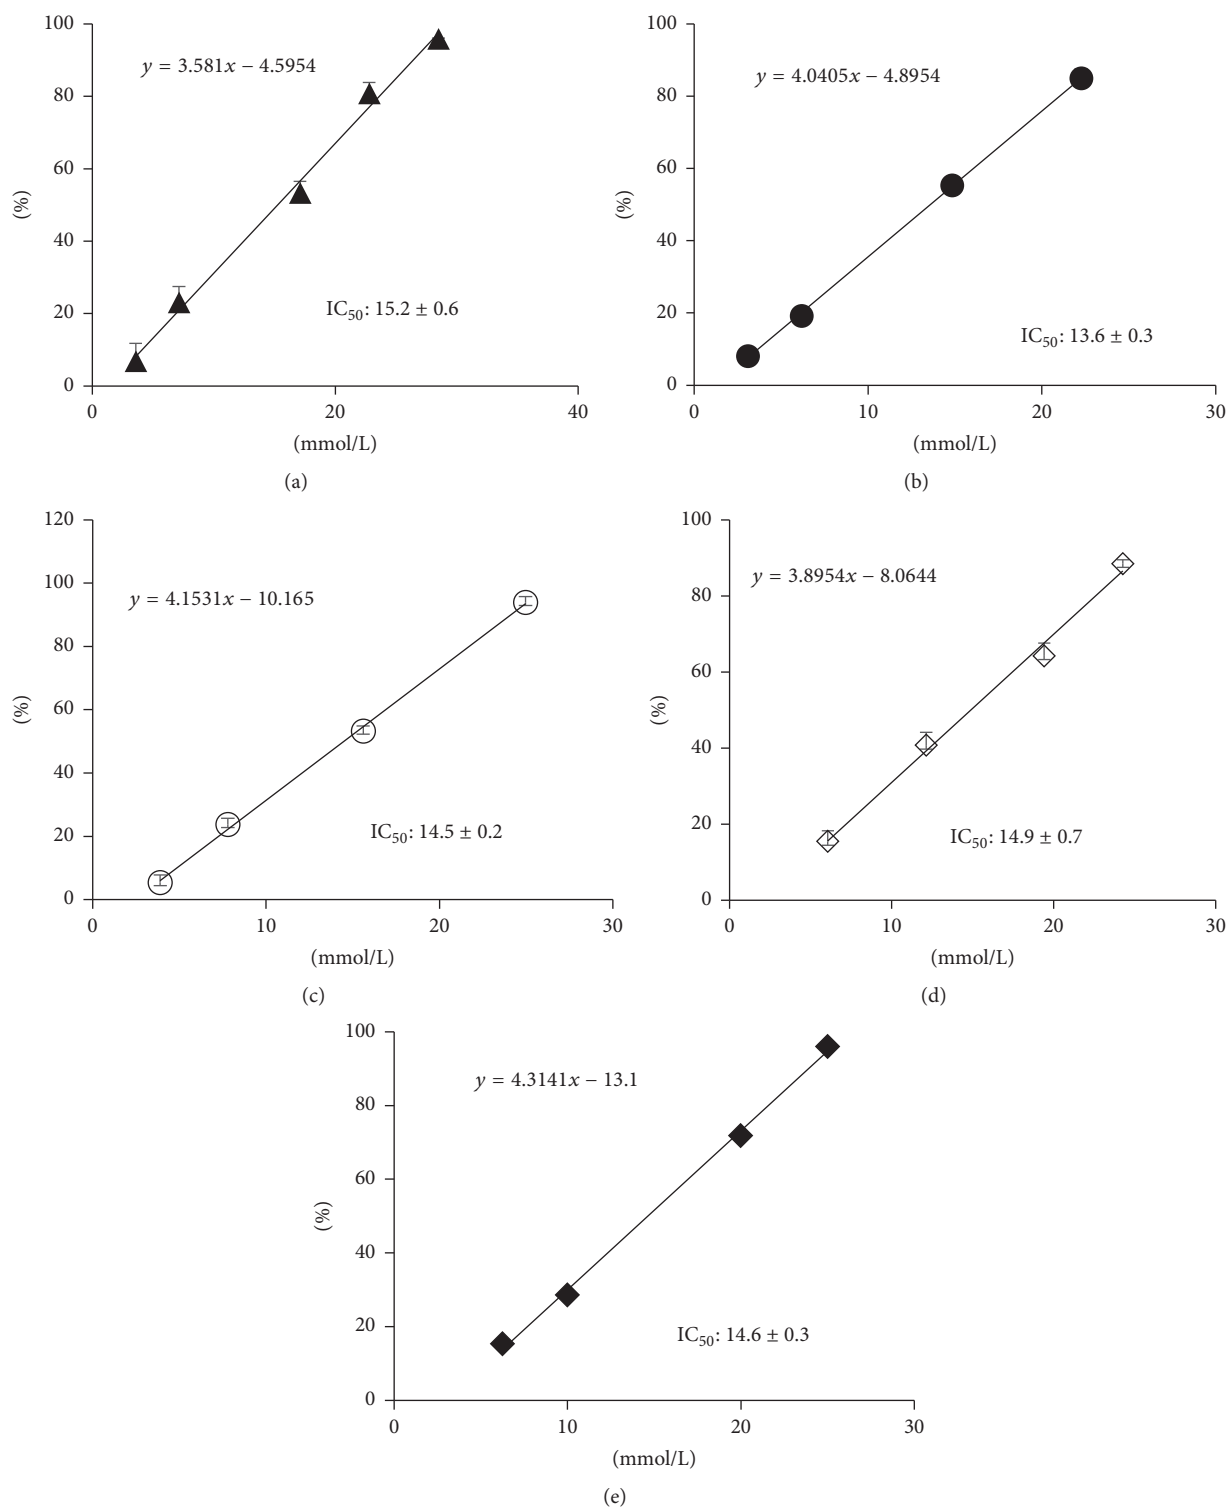 100
80
60
40
20
0
(%)
y = 3.581x − 4.5954
IC50: 15.2 ± 0.6
0 20 40
(mmol/L)
(a)
100
80
60
40
20
0
(%)
y = 4.0405x − 4.8954
IC50: 13.6 ± 0.3
0 10 20 30
(mmol/L)
(b)
120
100
80
60
40
20
0
(%)
y = 4.1531x − 10.165
IC50: 14.5 ± 0.2
0 10 20 30
(mmol/L)
(c)
100
80
60
40
20
0
(%)
y = 3.8954x − 8.0644
IC50: 14.9 ± 0.7
0 10 20 30
(mmol/L)
(d)
100
80
60
40
20
0
(%)
y = 4.3141x − 13.1
IC50: 14.6 ± 0.3
0 10 20 30
(mmol/L)
(e)